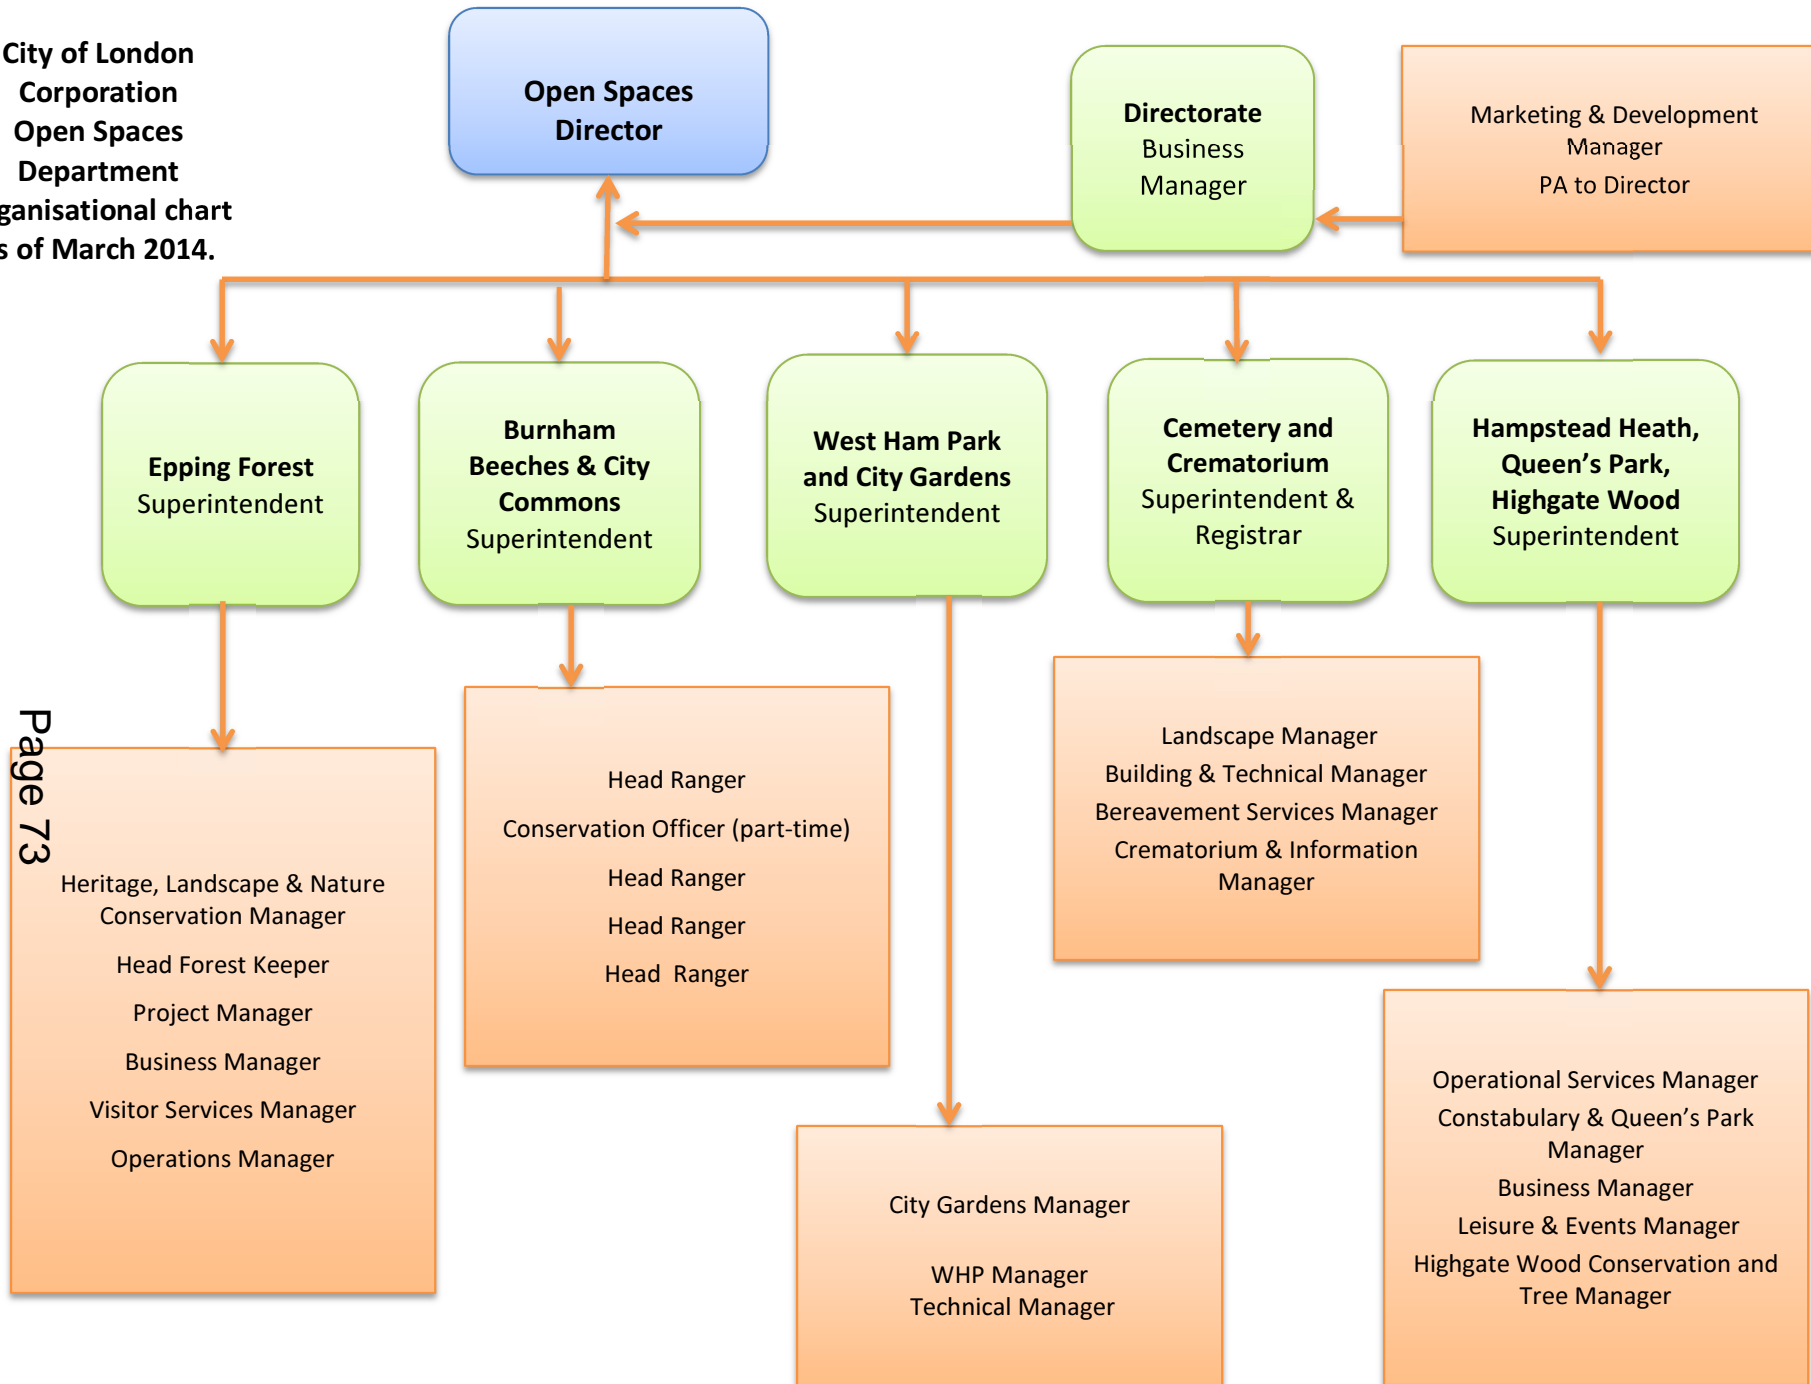 City of London
Corporation
Open Spaces
Department
ganisational chart
s of March 2014.
Open Spaces
Director
Directorate
Business
Manager
Marketing & Development
Manager
PA to Director
Epping Forest
Superintendent
Burnham
Beeches & City
Commons
Superintendent
West Ham Park
and City Gardens
Superintendent
Cemetery and
Crematorium
Superintendent &
Registrar
Hampstead Heath,
Queen’s Park,
Highgate Wood
Superintendent
Page 73
Heritage, Landscape & Nature
Conservation Manager
Head Forest Keeper
Project Manager
Business Manager
Visitor Services Manager
Operations Manager
Head Ranger
Conservation Officer (part-time)
Head Ranger
Head Ranger
Head  Ranger
City Gardens Manager
WHP Manager
Technical Manager
Landscape Manager
Building & Technical Manager
Bereavement Services Manager
Crematorium & Information
Manager
Operational Services Manager
Constabulary & Queen’s Park
Manager
Business Manager
Leisure & Events Manager
Highgate Wood Conservation and
Tree Manager